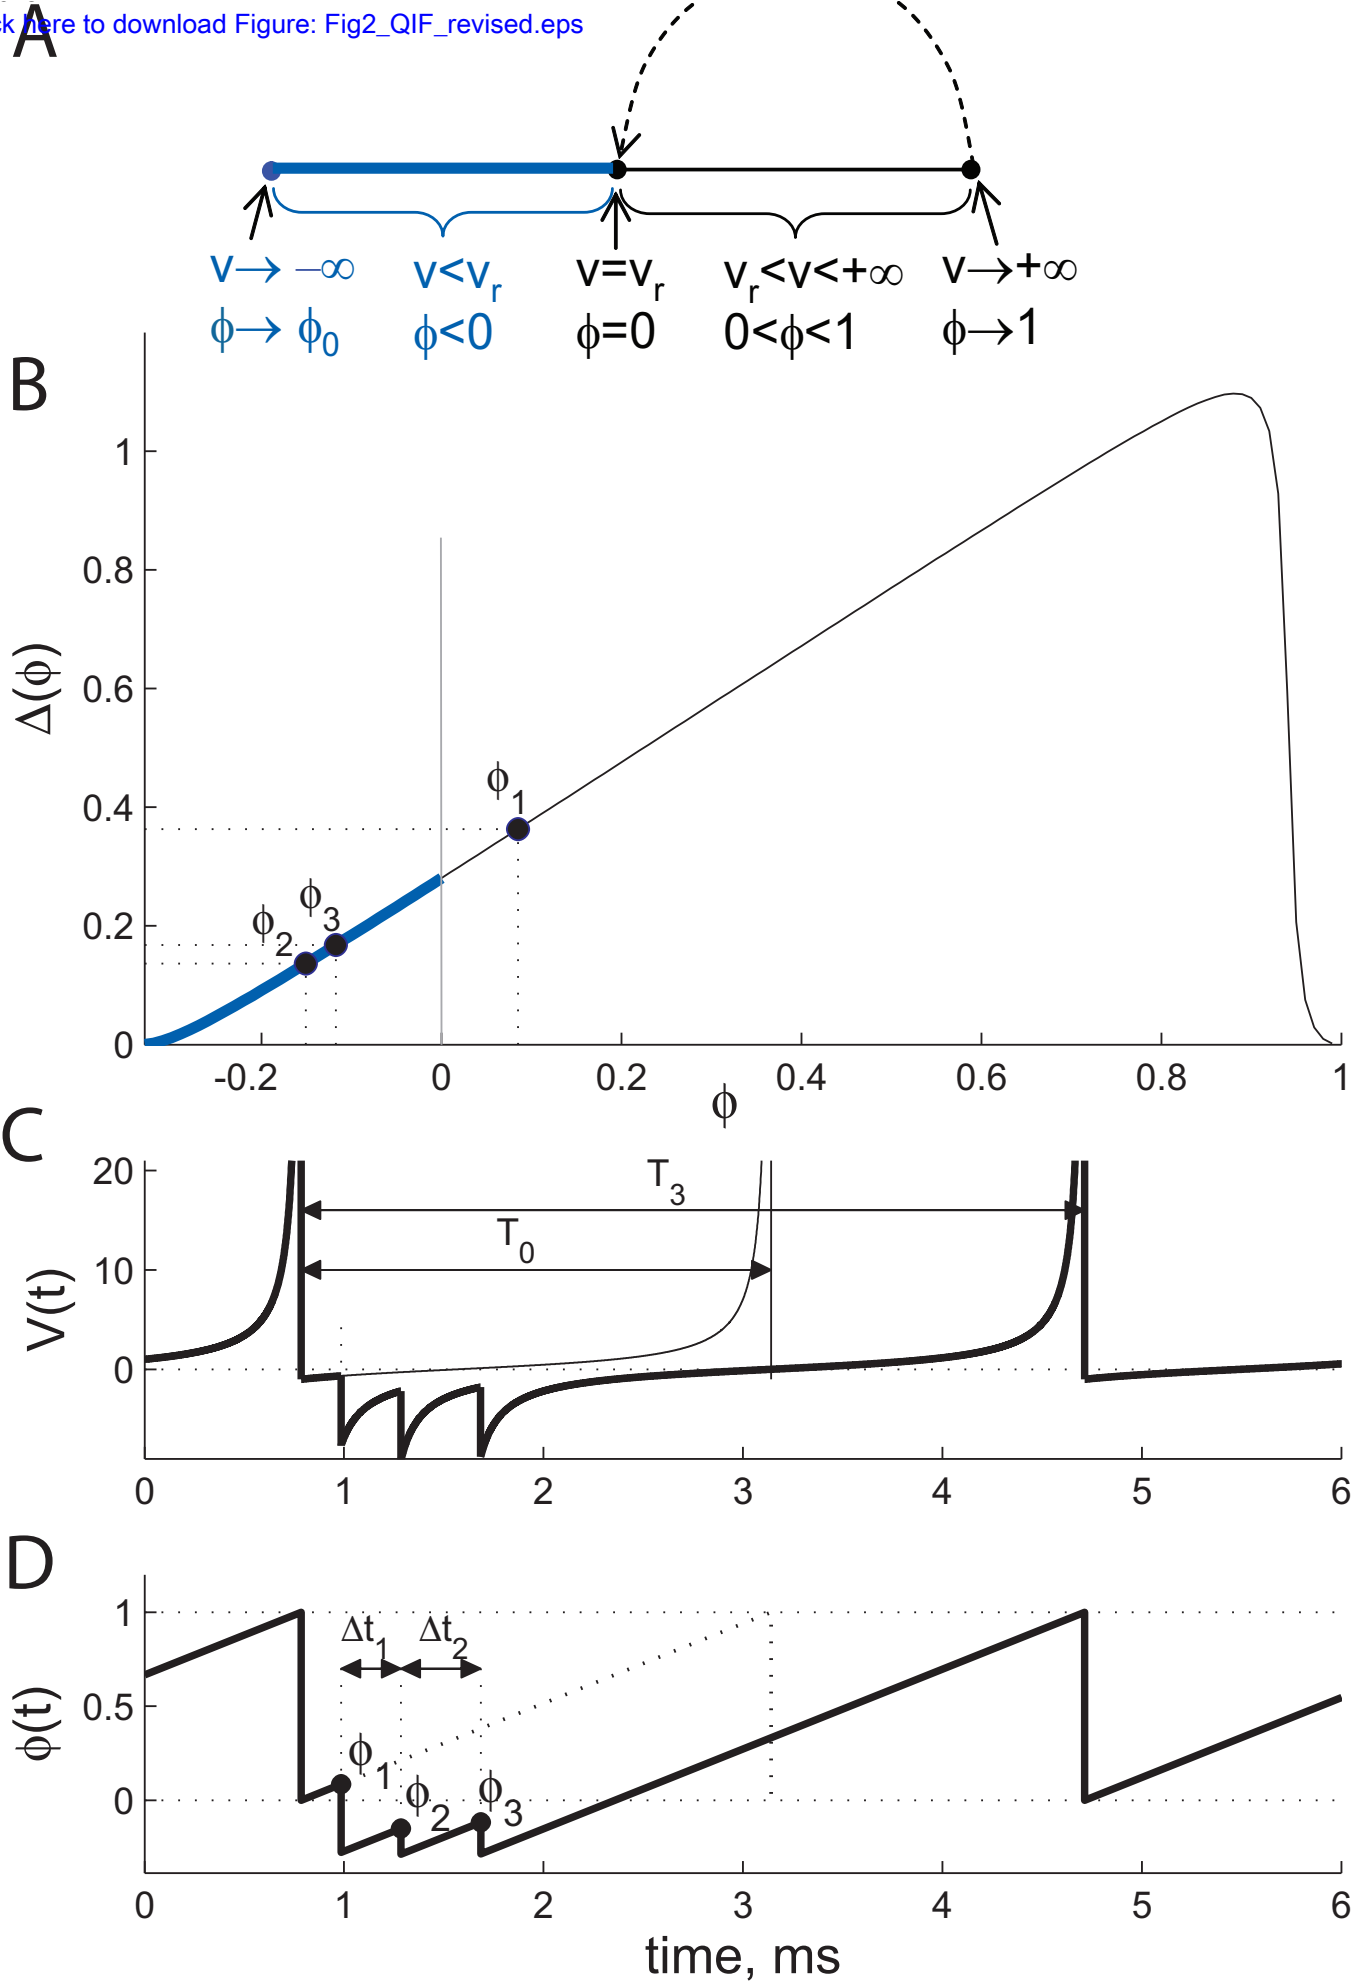 ck here to download Figure: Fig2_QIF_revised.eps
A
v→ –∞ v<vr v=vr vr<v<+∞ v→+∞
ϕ→ ϕ0 ϕ<0 ϕ=0 0<ϕ<1 ϕ→1
B
1
0.8
Δ(ϕ)
0.6
ϕ1
0.4
ϕ3
ϕ2
0.2
0
-0.2 0 0.2 0.4 0.6 0.8 1
ϕ
C
20
T3
T0
10
V(t)
0
0 1 2 3 4 5 6
D
1
Δt1 Δt2
0.5
ϕ(t)
ϕ1
ϕ2 ϕ3
0
0 1 2 3 4 5 6
time, ms